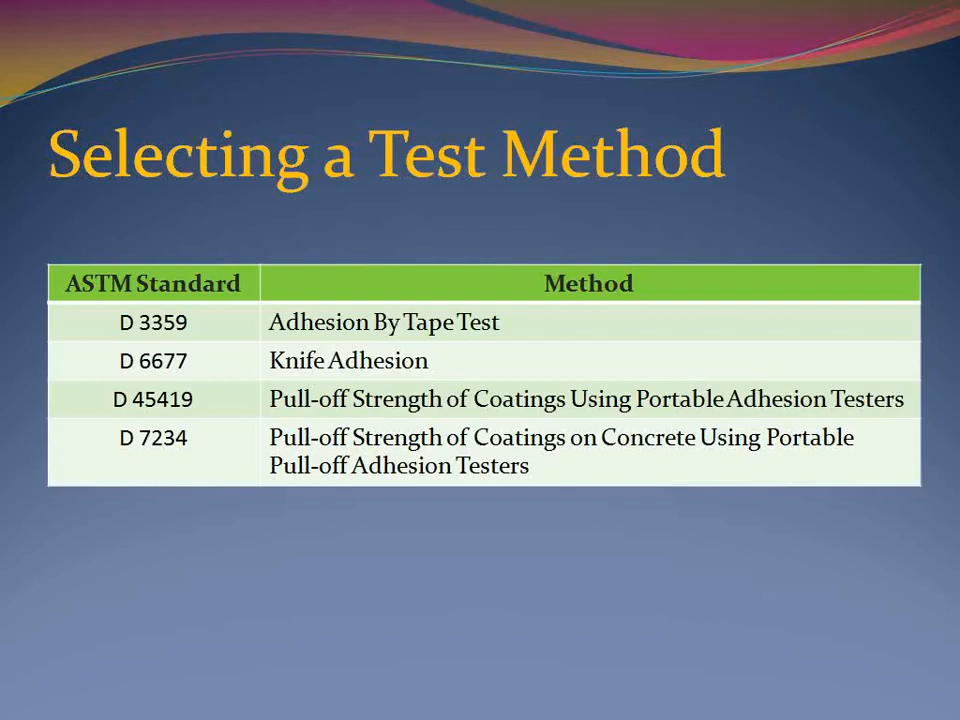 Selecting a Test Method
ASTM Standard Method
D 3359 Adhesion By Tape Test
D 6677 Knife Adhesion
D 45419 Pull-off Strength of Coatings Using Portable Adhesion Testers
D 7234 Pull-off Strength of Coatings on Concrete Using Portable
Pull-off Adhesion Testers